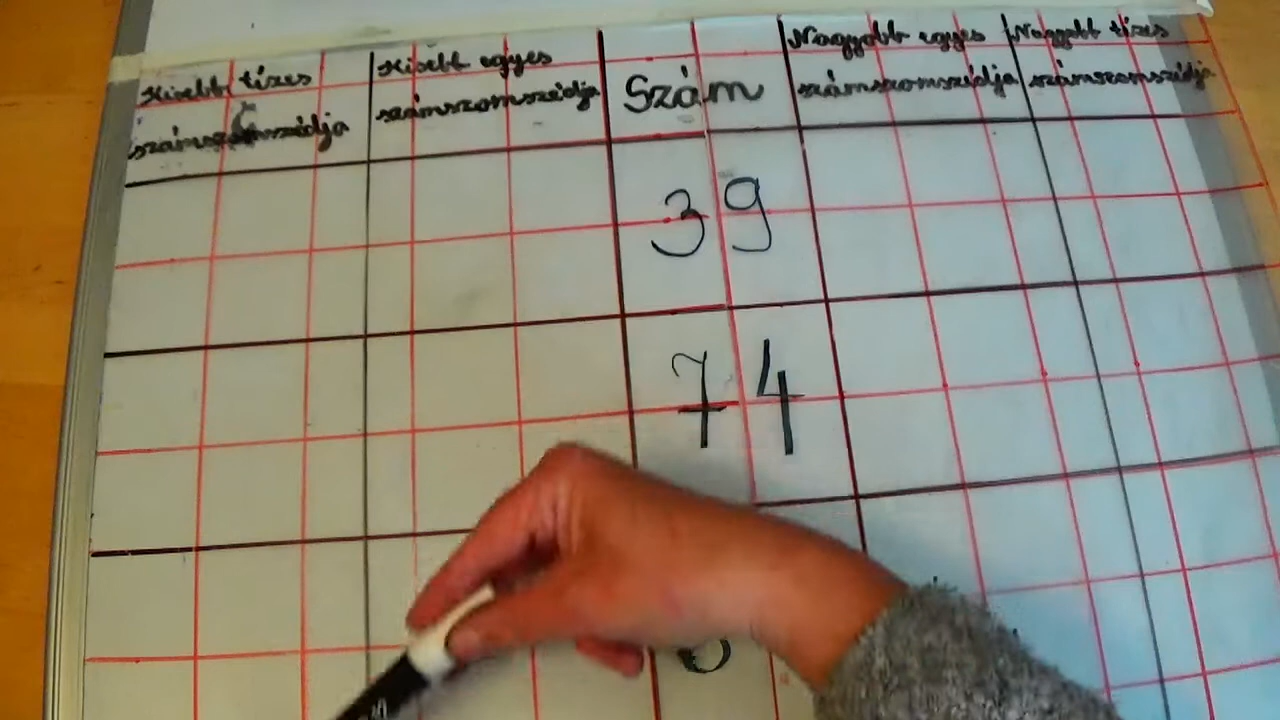 Kisebb tízes
számszomszédja
Kisebb egyes
számszomszédja
Szám
Nagyobb egyes
számszomszédja
Nagyobb tízes
számszomszédja
39
74